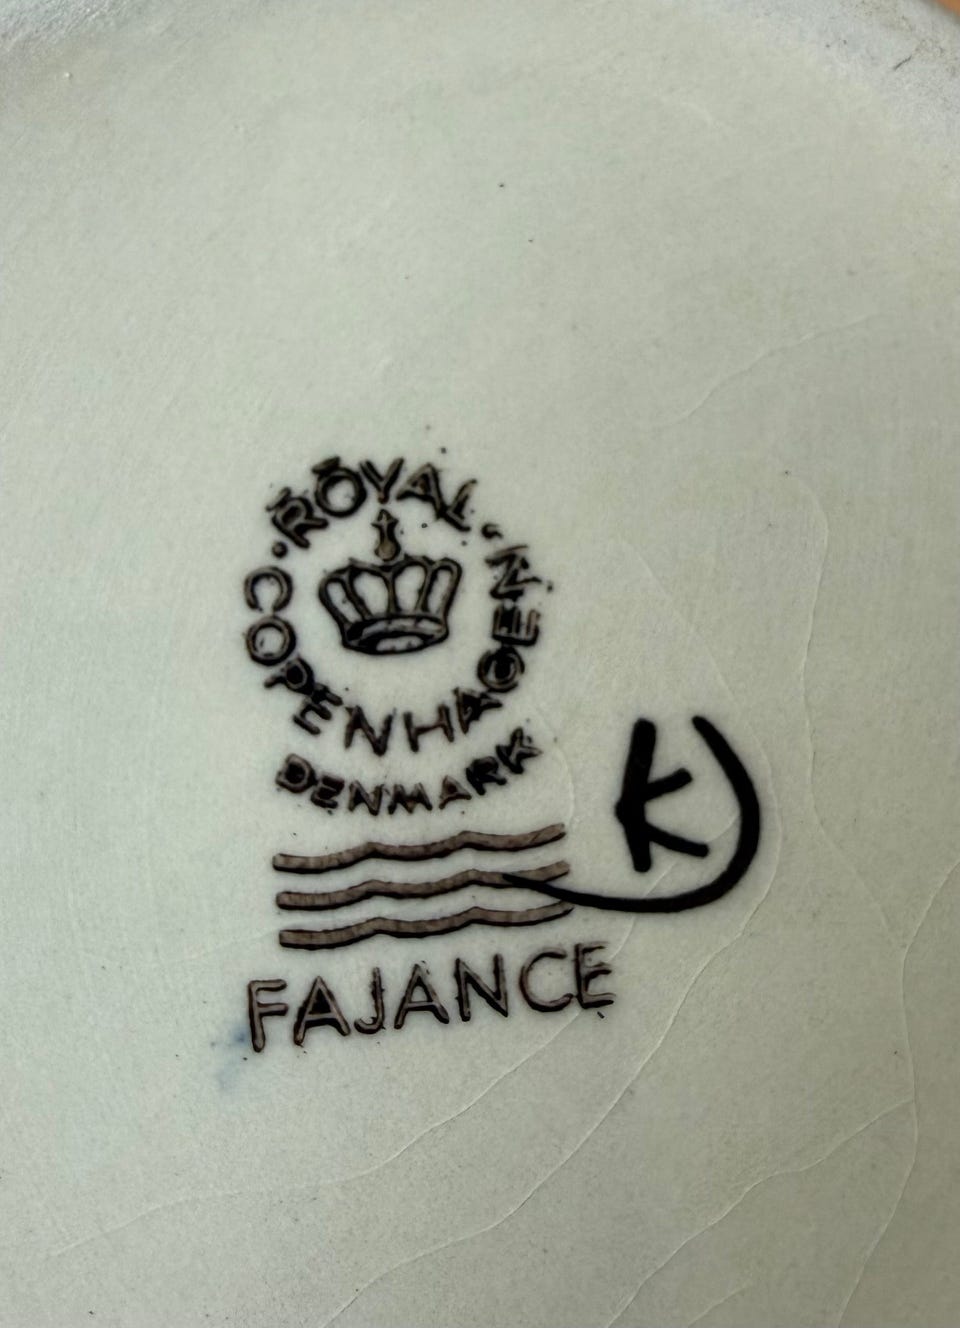 ROYAL
COPENHAGEN
DENMARK
FAJANCE
K